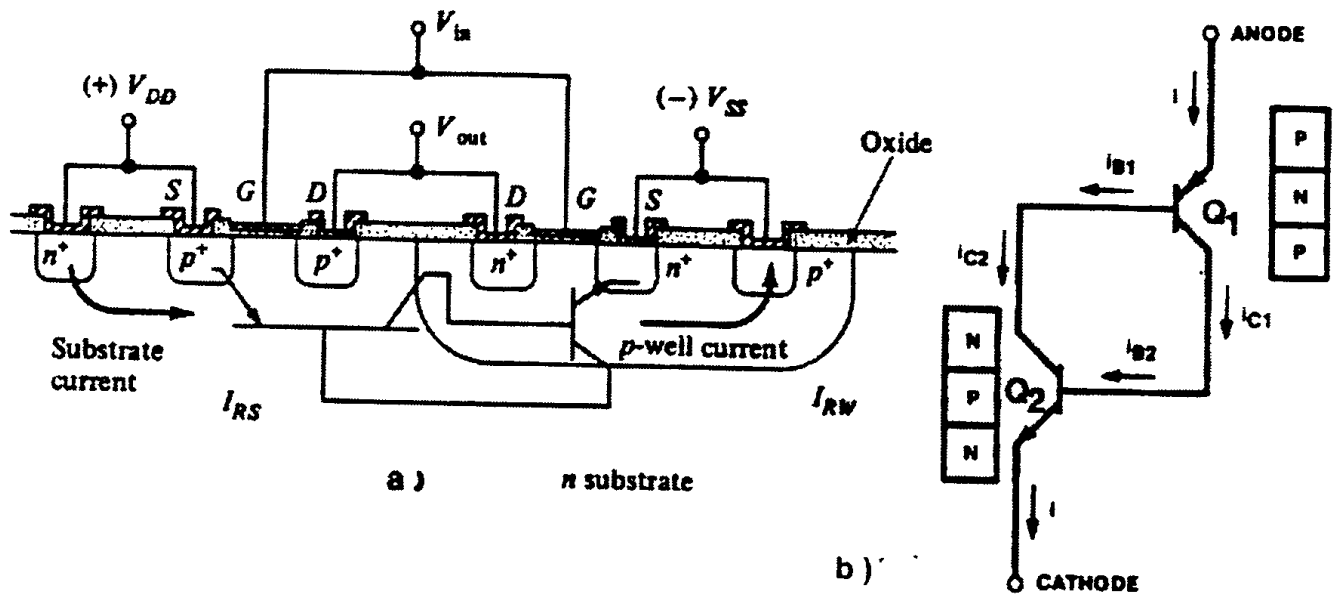 V_in
(+) V_DD
V_out
(-) V_SS
Oxide
S G D D G S
n+ p+ p+ n+ n+ p+
Substrate
current
p-well current
I_RS
I_RW
a)
n substrate
ANODE
i
P
N
P
i_B1
Q1
i_C2
i_C1
N
P
N
i_B2
Q2
i
b)
CATHODE